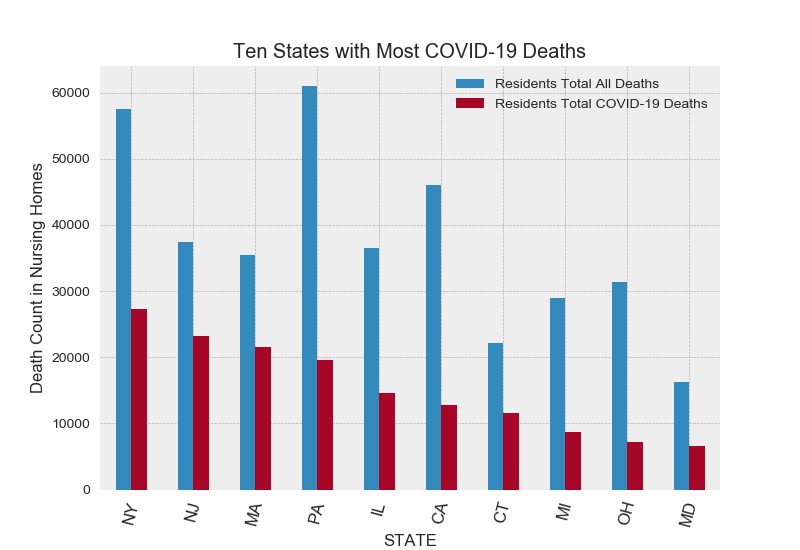 Ten States with Most COVID-19 Deaths
Residents Total All Deaths
Residents Total COVID-19 Deaths
Death Count in Nursing Homes
60000
50000
40000
30000
20000
10000
0
NY NJ MA PA IL CA CT MI OH MD
STATE